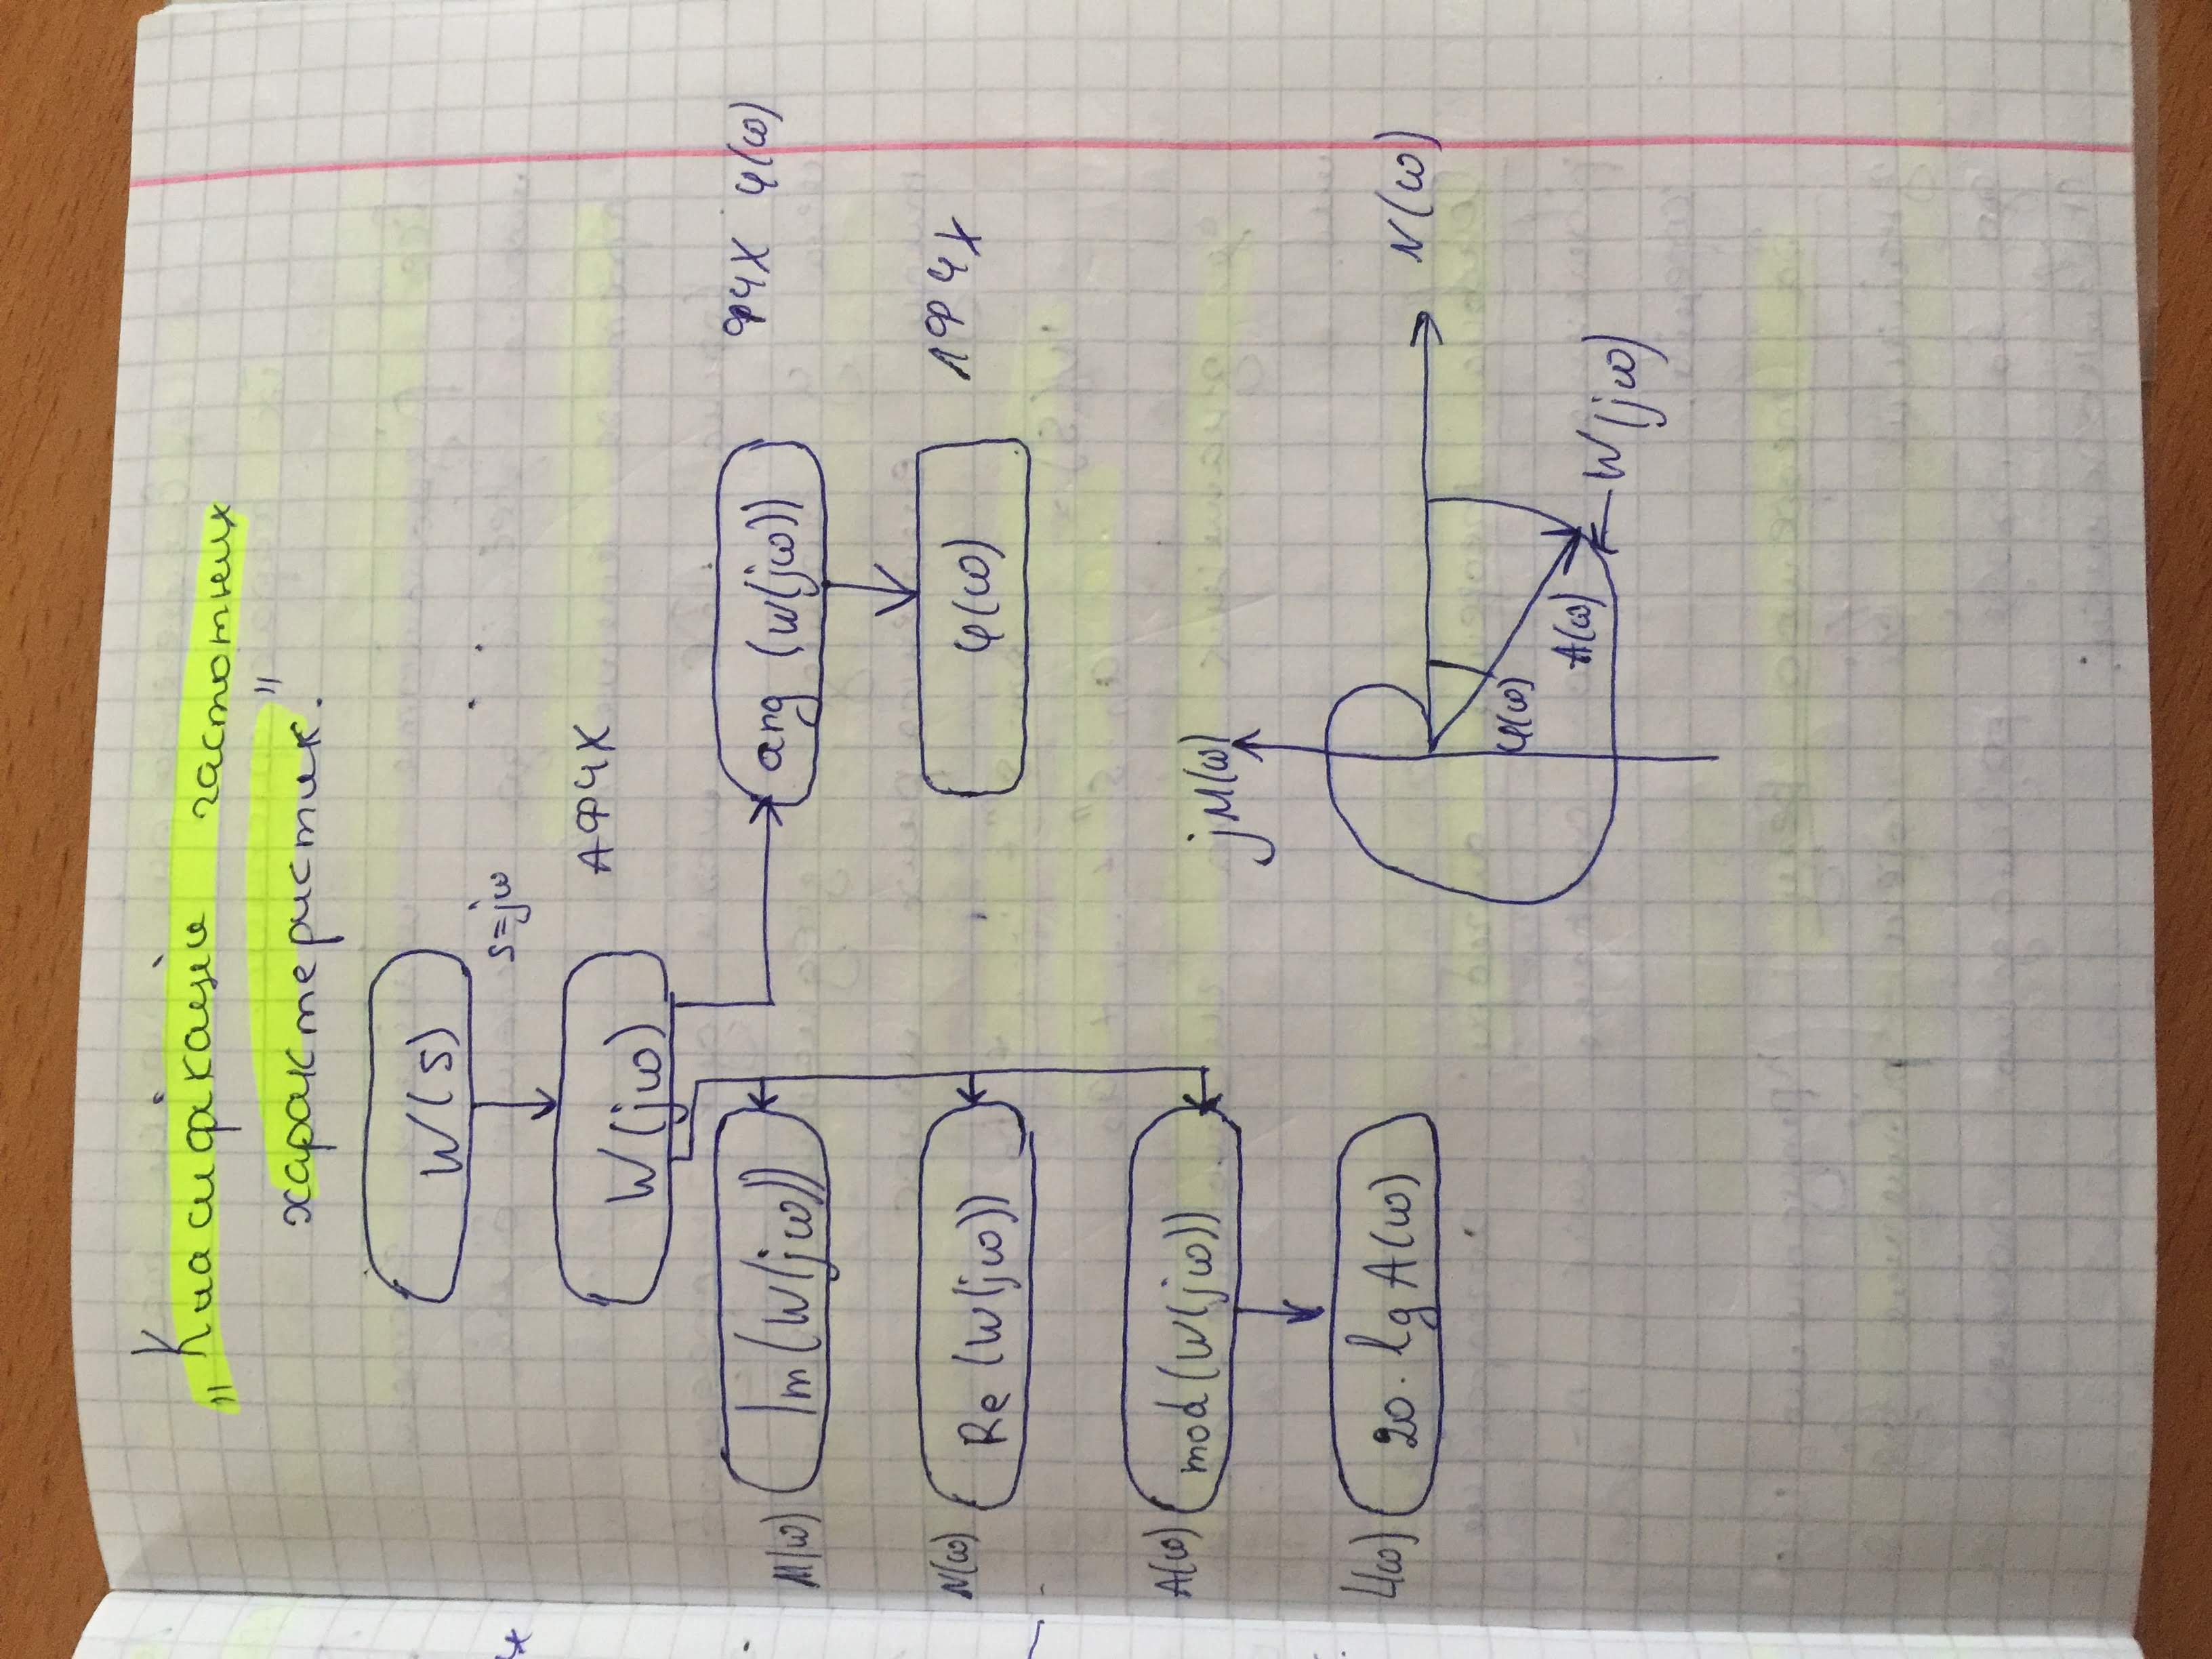 „Класифікація частотних
характеристик."
W(s)
s=jω
W(jω) АФЧХ
M(ω) Im(W(jω)) arg (W(jω)) ФЧХ φ(ω)
N(ω) Re (W(jω)) φ(ω) ЛФЧХ
A(ω) mod(W(jω))
jM(ω)
L(ω) 20·lg A(ω)
N(ω)
φ(ω)
A(ω)
W(jω)